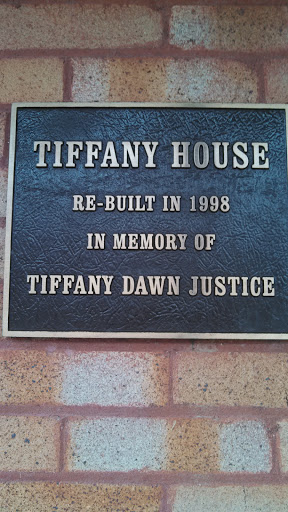 TIFFANY HOUSE
RE-BUILT IN 1998
IN MEMORY OF
TIFFANY DAWN JUSTICE